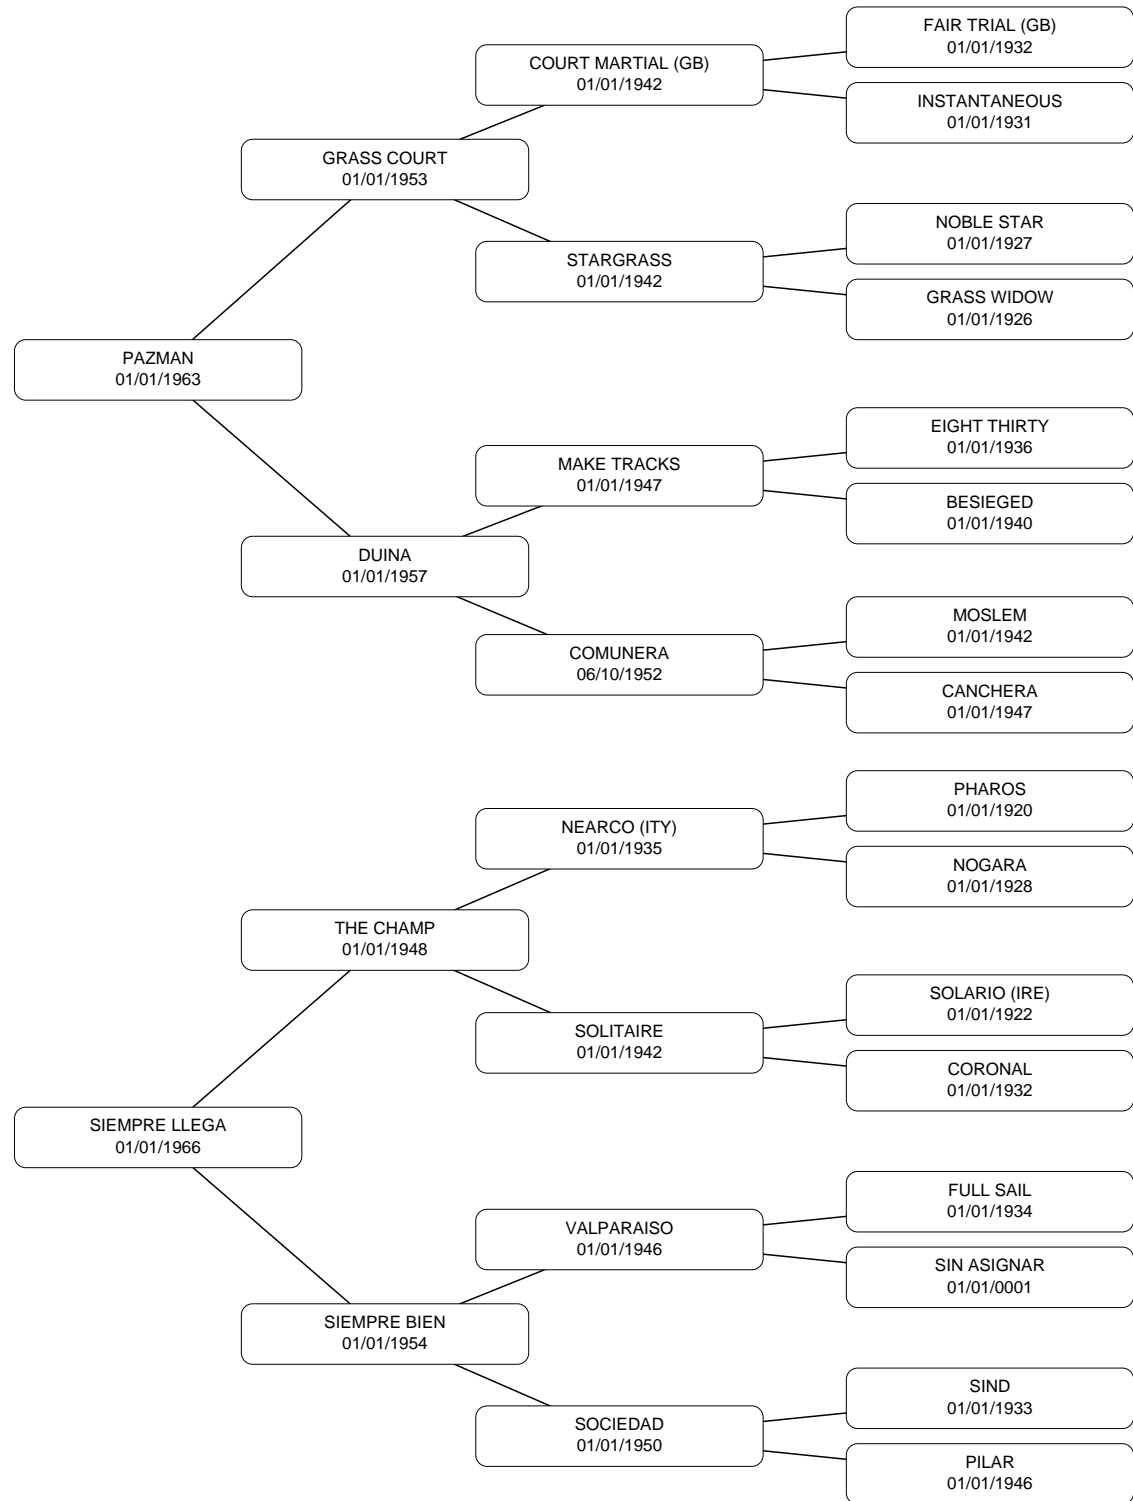 FAIR TRIAL (GB)
01/01/1932
COURT MARTIAL (GB)
01/01/1942
INSTANTANEOUS
01/01/1931
GRASS COURT
01/01/1953
NOBLE STAR
01/01/1927
STARGRASS
01/01/1942
GRASS WIDOW
01/01/1926
PAZMAN
01/01/1963
EIGHT THIRTY
01/01/1936
MAKE TRACKS
01/01/1947
BESIEGED
01/01/1940
DUINA
01/01/1957
MOSLEM
01/01/1942
COMUNERA
06/10/1952
CANCHERA
01/01/1947
PHAROS
01/01/1920
NEARCO (ITY)
01/01/1935
NOGARA
01/01/1928
THE CHAMP
01/01/1948
SOLARIO (IRE)
01/01/1922
SOLITAIRE
01/01/1942
CORONAL
01/01/1932
SIEMPRE LLEGA
01/01/1966
FULL SAIL
01/01/1934
VALPARAISO
01/01/1946
SIN ASIGNAR
01/01/0001
SIEMPRE BIEN
01/01/1954
SIND
01/01/1933
SOCIEDAD
01/01/1950
PILAR
01/01/1946